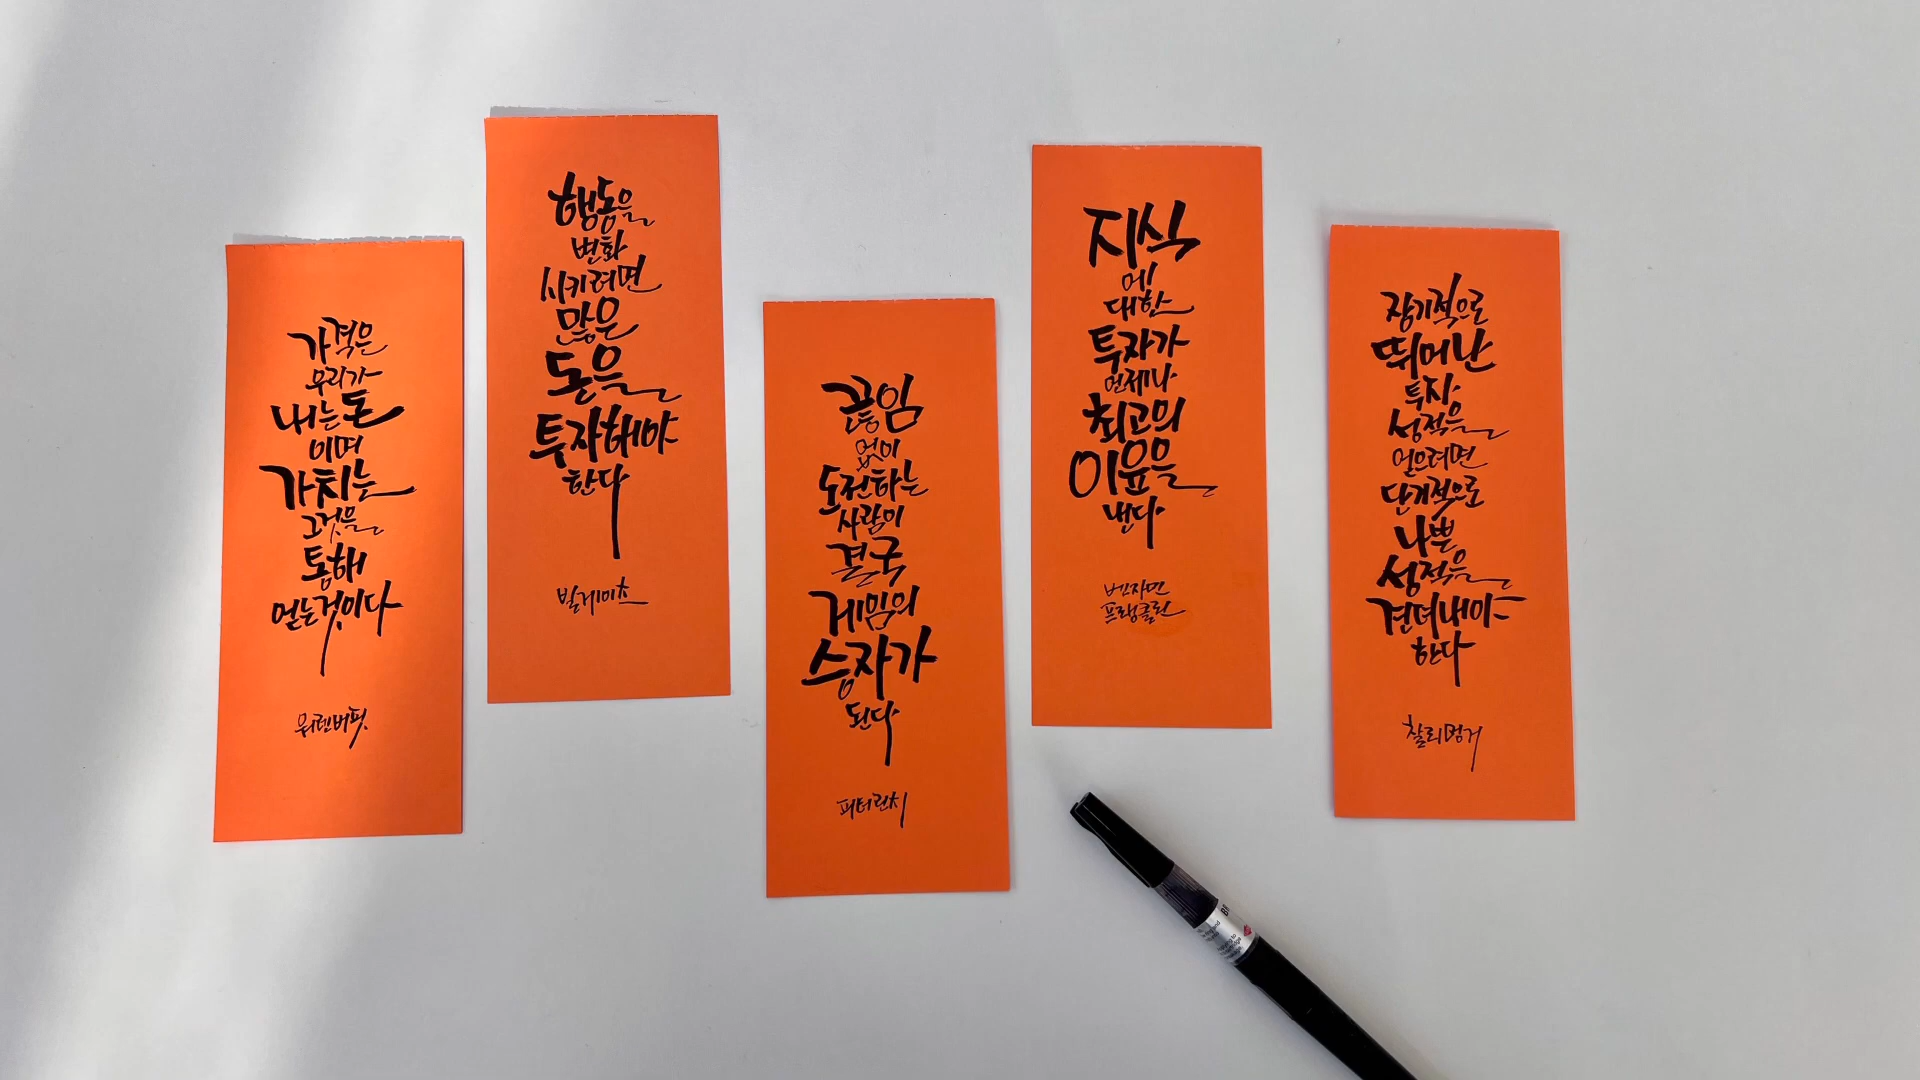 가격은
우리가
내는 돈
이며
가치는
그것을
통해
얻는 것이다
워렌버핏.
행동을
변화
시키려면
많은
돈을
투자해야
한다
빌게이츠
끊임
없이
도전하는
사람이
결국
게임의
승자가
된다
피터린치
지식
에
대한
투자가
언제나
최고의
이윤을
낸다
벤자민
프랭클린
장기적으로
뛰어난
투자
성적을
얻으려면
단기적으로
나쁜
성적을
견뎌내야
한다
찰리멍거